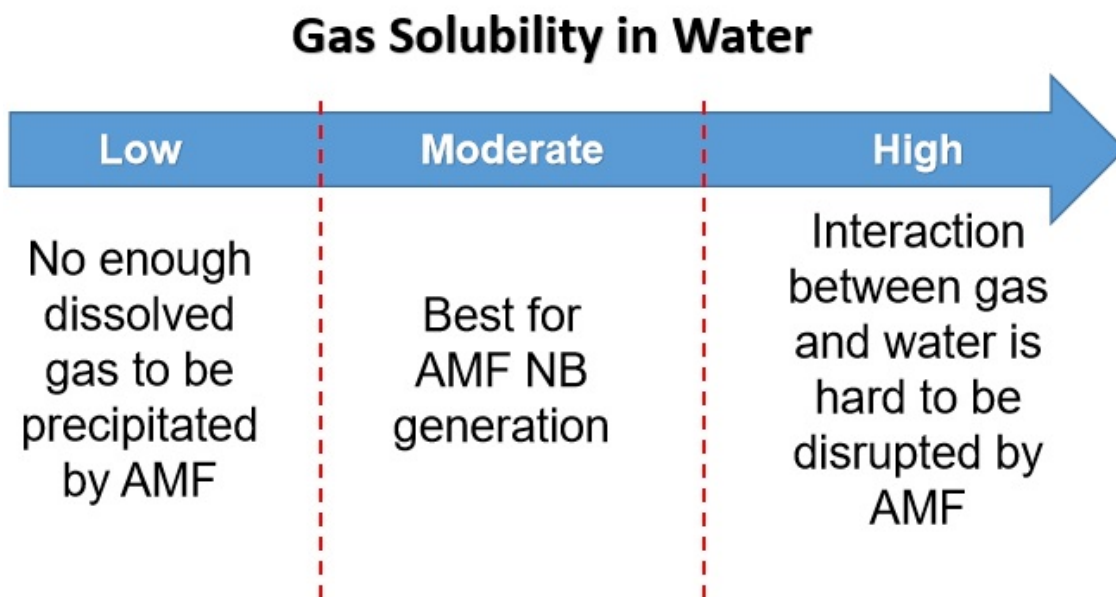 Gas Solubility in Water
Low
Moderate
High
No enough
dissolved
gas to be
precipitated
by AMF
Best for
AMF NB
generation
Interaction
between gas
and water is
hard to be
disrupted by
AMF